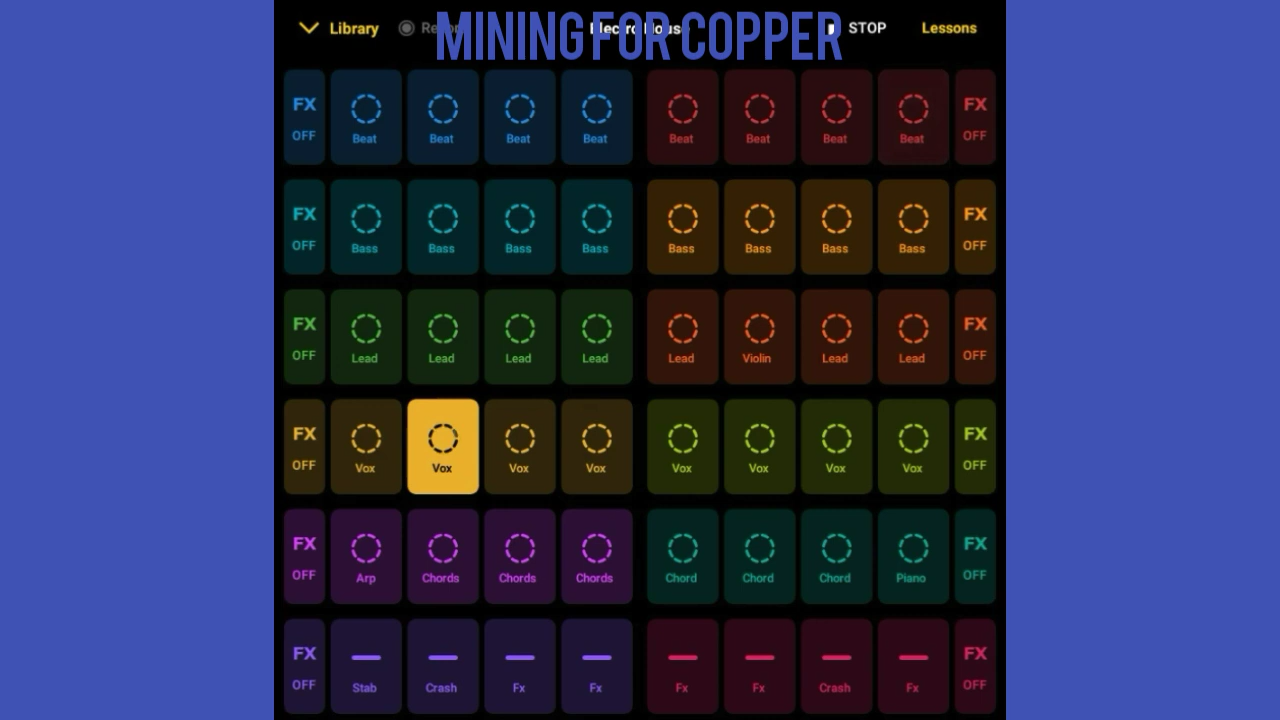 MINING FOR COPPER
Library Electro House STOP Lessons
FX OFF Beat Beat Beat Beat Beat Beat Beat Beat FX OFF
FX OFF Bass Bass Bass Bass Bass Bass Bass Bass FX OFF
FX OFF Lead Lead Lead Lead Lead Violin Lead Lead FX OFF
FX OFF Vox Vox Vox Vox Vox Vox Vox Vox FX OFF
FX OFF Arp Chords Chords Chords Chord Chord Chord Piano FX OFF
FX OFF Stab Crash Fx Fx Fx Fx Crash Fx FX OFF